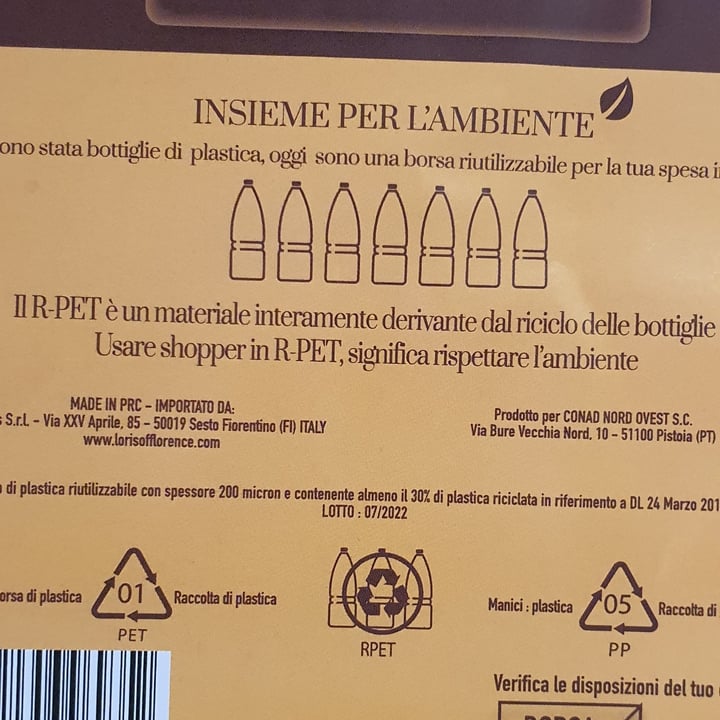 INSIEME PER L'AMBIENTE
ono stata bottiglie di plastica, oggi sono una borsa riutilizzabile per la tua spesa
Il R-PET è un materiale interamente derivante dal riciclo delle bottiglie
Usare shopper in R-PET, significa rispettare l'ambiente
MADE IN PRC – IMPORTATO DA:
s S.r.l. – Via XXV Aprile, 85 – 50019 Sesto Fiorentino (FI) ITALY
www.lorisofflorence.com
Prodotto per CONAD NORD OVEST S.C.
Via Bure Vecchia Nord, 10 – 51100 Pistoia (PT)
di plastica riutilizzabile con spessore 200 micron e contenente almeno il 30% di plastica riciclata in riferimento a DL 24 Marzo 201
LOTTO : 07/2022
orsa di plastica
01
PET
Raccolta di plastica
RPET
Manici : plastica
05
PP
Raccolta di
Verifica le disposizioni del tuo